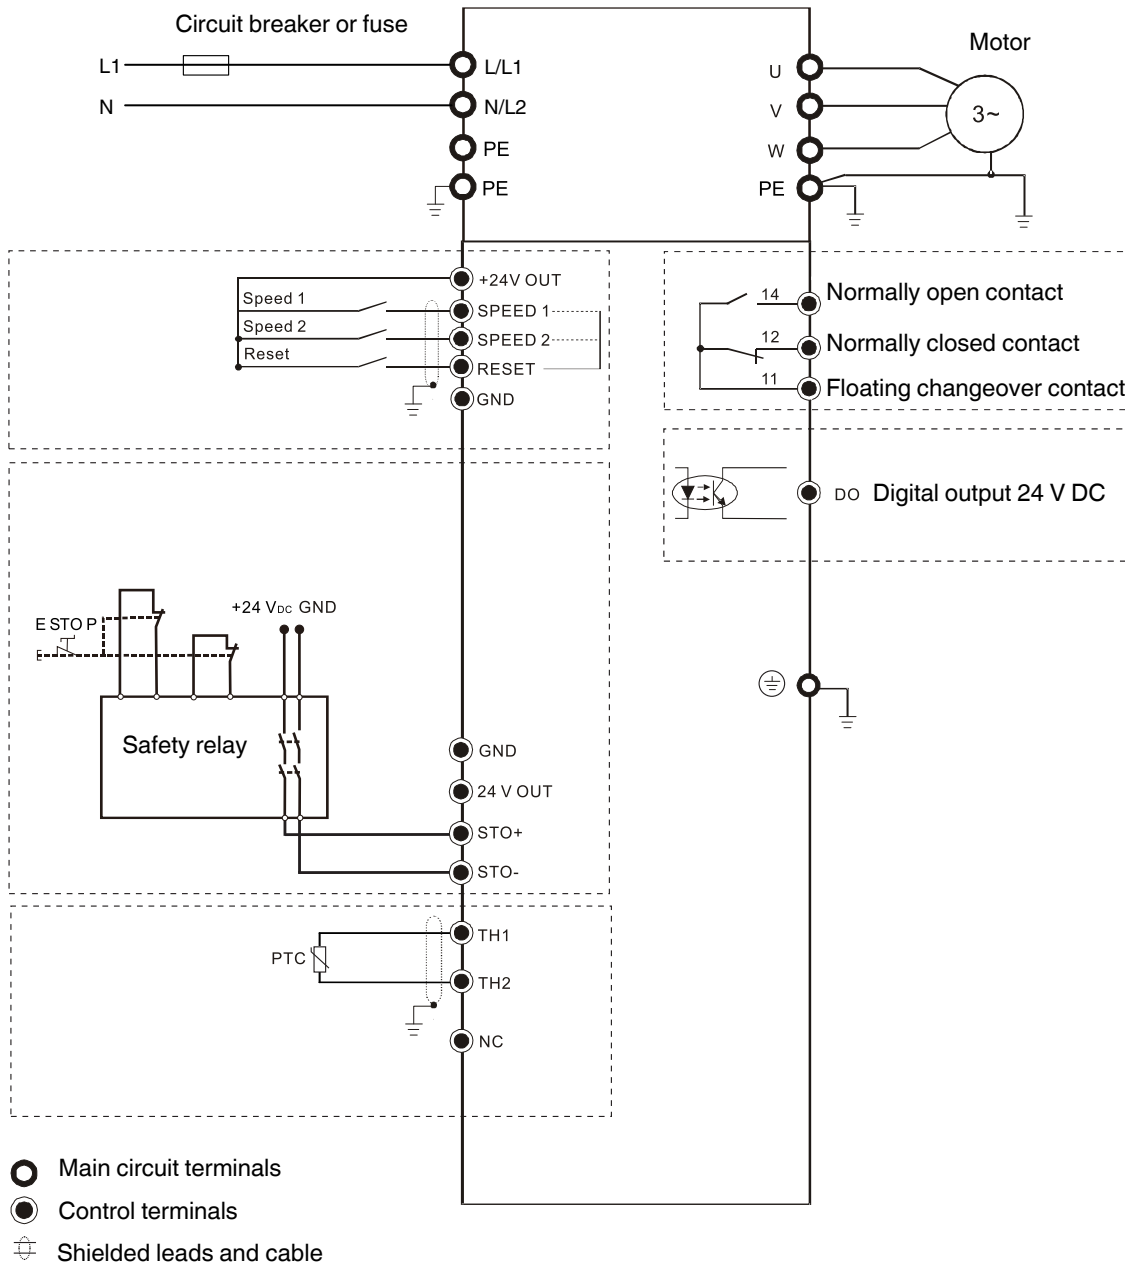 Circuit breaker or fuse
Motor
L1
L/L1
U
N
N/L2
V
3~
PE
W
PE
PE
+24V OUT
Speed 1
SPEED 1
Speed 2
SPEED 2
Reset
RESET
GND
14
Normally open contact
12
Normally closed contact
11
Floating changeover contact
DO Digital output 24 V DC
+24 VDC GND
E STOP
Safety relay
GND
24 V OUT
STO+
STO-
PTC
TH1
TH2
NC
Main circuit terminals
Control terminals
Shielded leads and cable